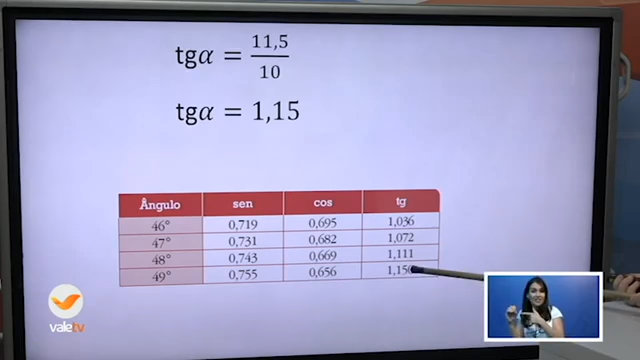 tgα = 11,5/10
tgα = 1,15
Ângulo sen cos tg
46° 0,719 0,695 1,036
47° 0,731 0,682 1,072
48° 0,743 0,669 1,111
49° 0,755 0,656
valetv